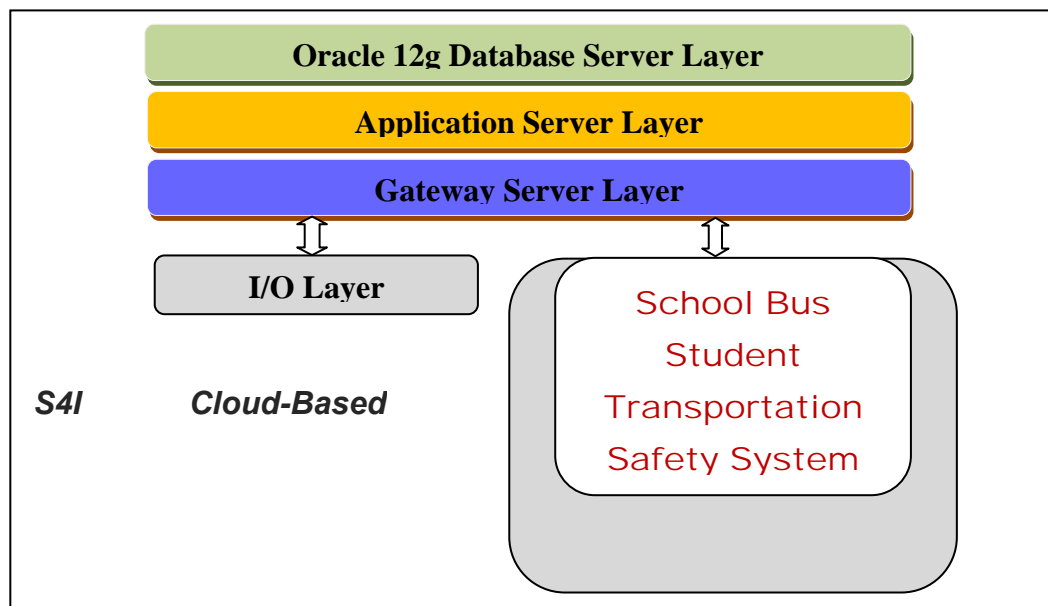 Oracle 12g Database Server Layer
Application Server Layer
Gateway Server Layer
I/O Layer
School Bus
Student
Transportation
Safety System
S4I Cloud-Based